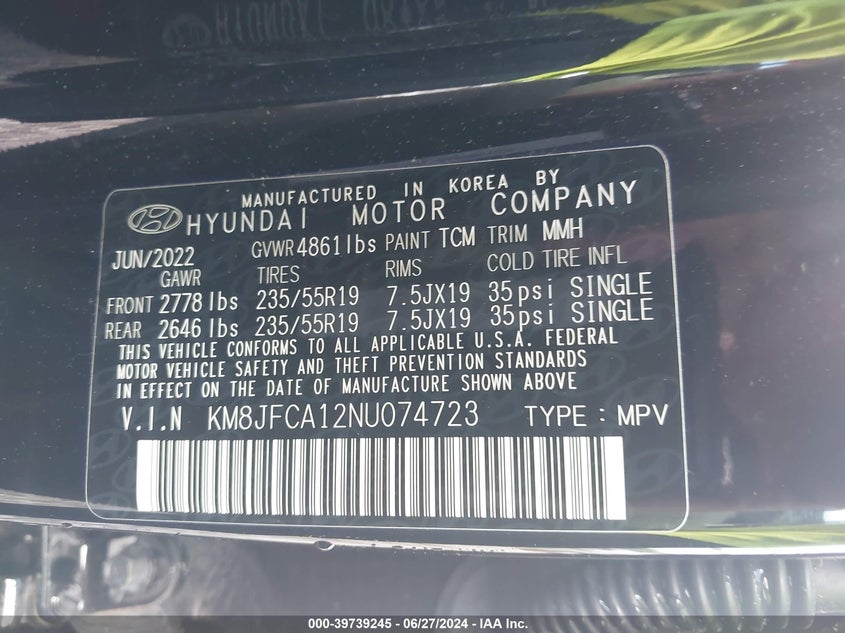 MANUFACTURED IN KOREA BY
HYUNDAI MOTOR COMPANY
JUN/2022 GVWR 4861 lbs PAINT TCM TRIM MMH
GAWR TIRES RIMS COLD TIRE INFL
FRONT 2778 lbs 235/55R19 7.5JX19 35psi SINGLE
REAR 2646 lbs 235/55R19 7.5JX19 35psi SINGLE
THIS VEHICLE CONFORMS TO ALL APPLICABLE U.S.A. FEDERAL
MOTOR VEHICLE SAFETY AND THEFT PREVENTION STANDARDS
IN EFFECT ON THE DATE OF MANUFACTURE SHOWN ABOVE
V.I.N KM8JFCA12NU074723 TYPE : MPV
000-39739245 - 06/27/2024 - IAA Inc.